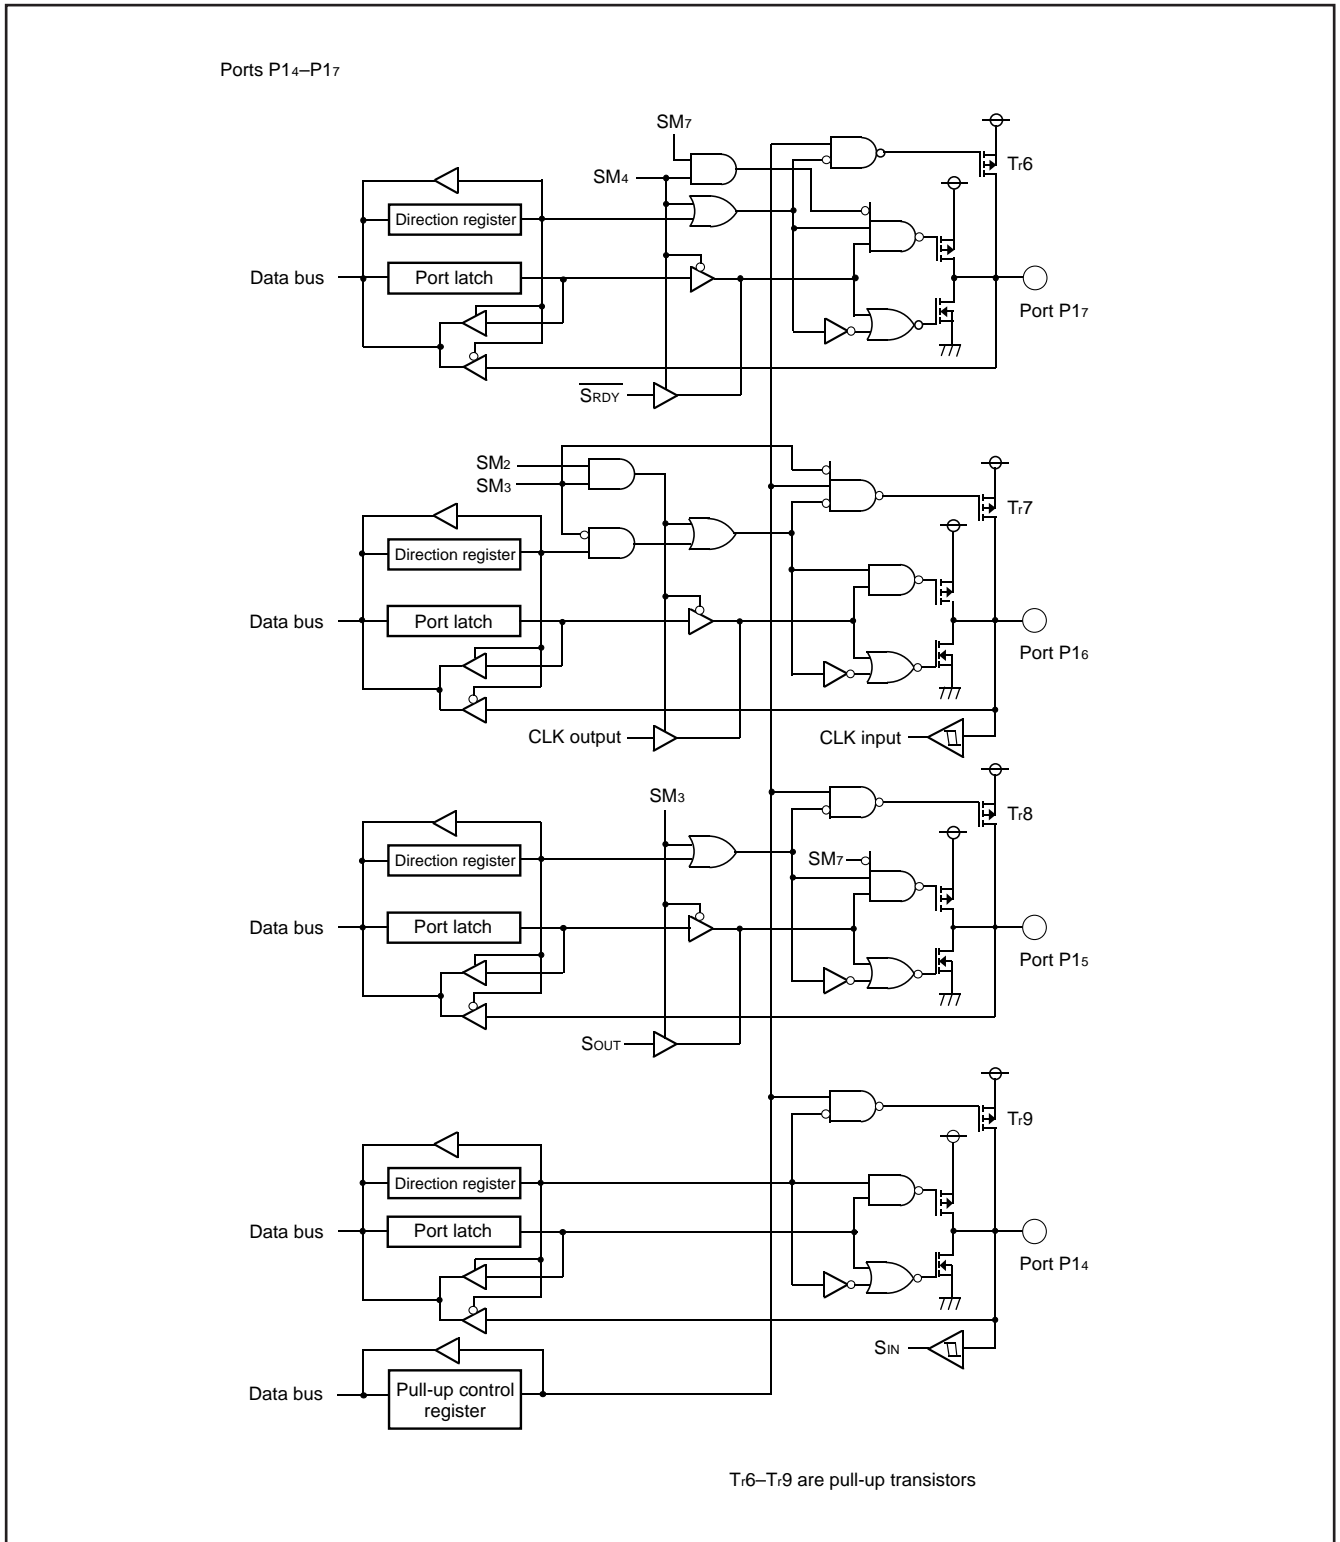 Ports P14–P17
SM7
SM4
Tr6
Direction register
Data bus
Port latch
Port P17
SRDY
SM2
SM3
Tr7
Direction register
Data bus
Port latch
Port P16
CLK output
CLK input
SM3
Tr8
Direction register
SM7
Data bus
Port latch
Port P15
SOUT
Tr9
Direction register
Data bus
Port latch
Port P14
SIN
Data bus
Pull-up control
register
Tr6–Tr9 are pull-up transistors